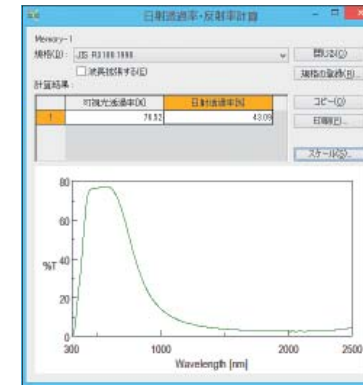 日射透過率・反射率計算
Memory-1
規格(D): JIS R3106:1998
閉じる(X)
波長拡張する(E)
規格の登録(R)...
計算結果:
可視光透過率[%] 日射透過率[%]
コピー(O)
1 76.52 43.09
印刷(P)...
スケール(S)...
80
60
%T 40
20
0
300 1000 2000 2500
Wavelength [nm]